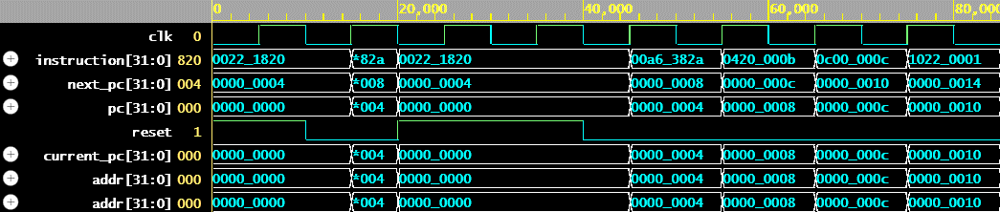 0 20,000 40,000 60,000 80,000
clk 0
instruction[31:0] 820 0022_1820 *82a 0022_1820 00a6_382a 0420_000b 0c00_000c 1022_0001
next_pc[31:0] 004 0000_0004 *008 0000_0004 0000_0008 0000_000c 0000_0010 0000_0014
pc[31:0] 000 0000_0000 *004 0000_0000 0000_0004 0000_0008 0000_000c 0000_0010
reset 1
current_pc[31:0] 000 0000_0000 *004 0000_0000 0000_0004 0000_0008 0000_000c 0000_0010
addr[31:0] 000 0000_0000 *004 0000_0000 0000_0004 0000_0008 0000_000c 0000_0010
addr[31:0] 000 0000_0000 *004 0000_0000 0000_0004 0000_0008 0000_000c 0000_0010